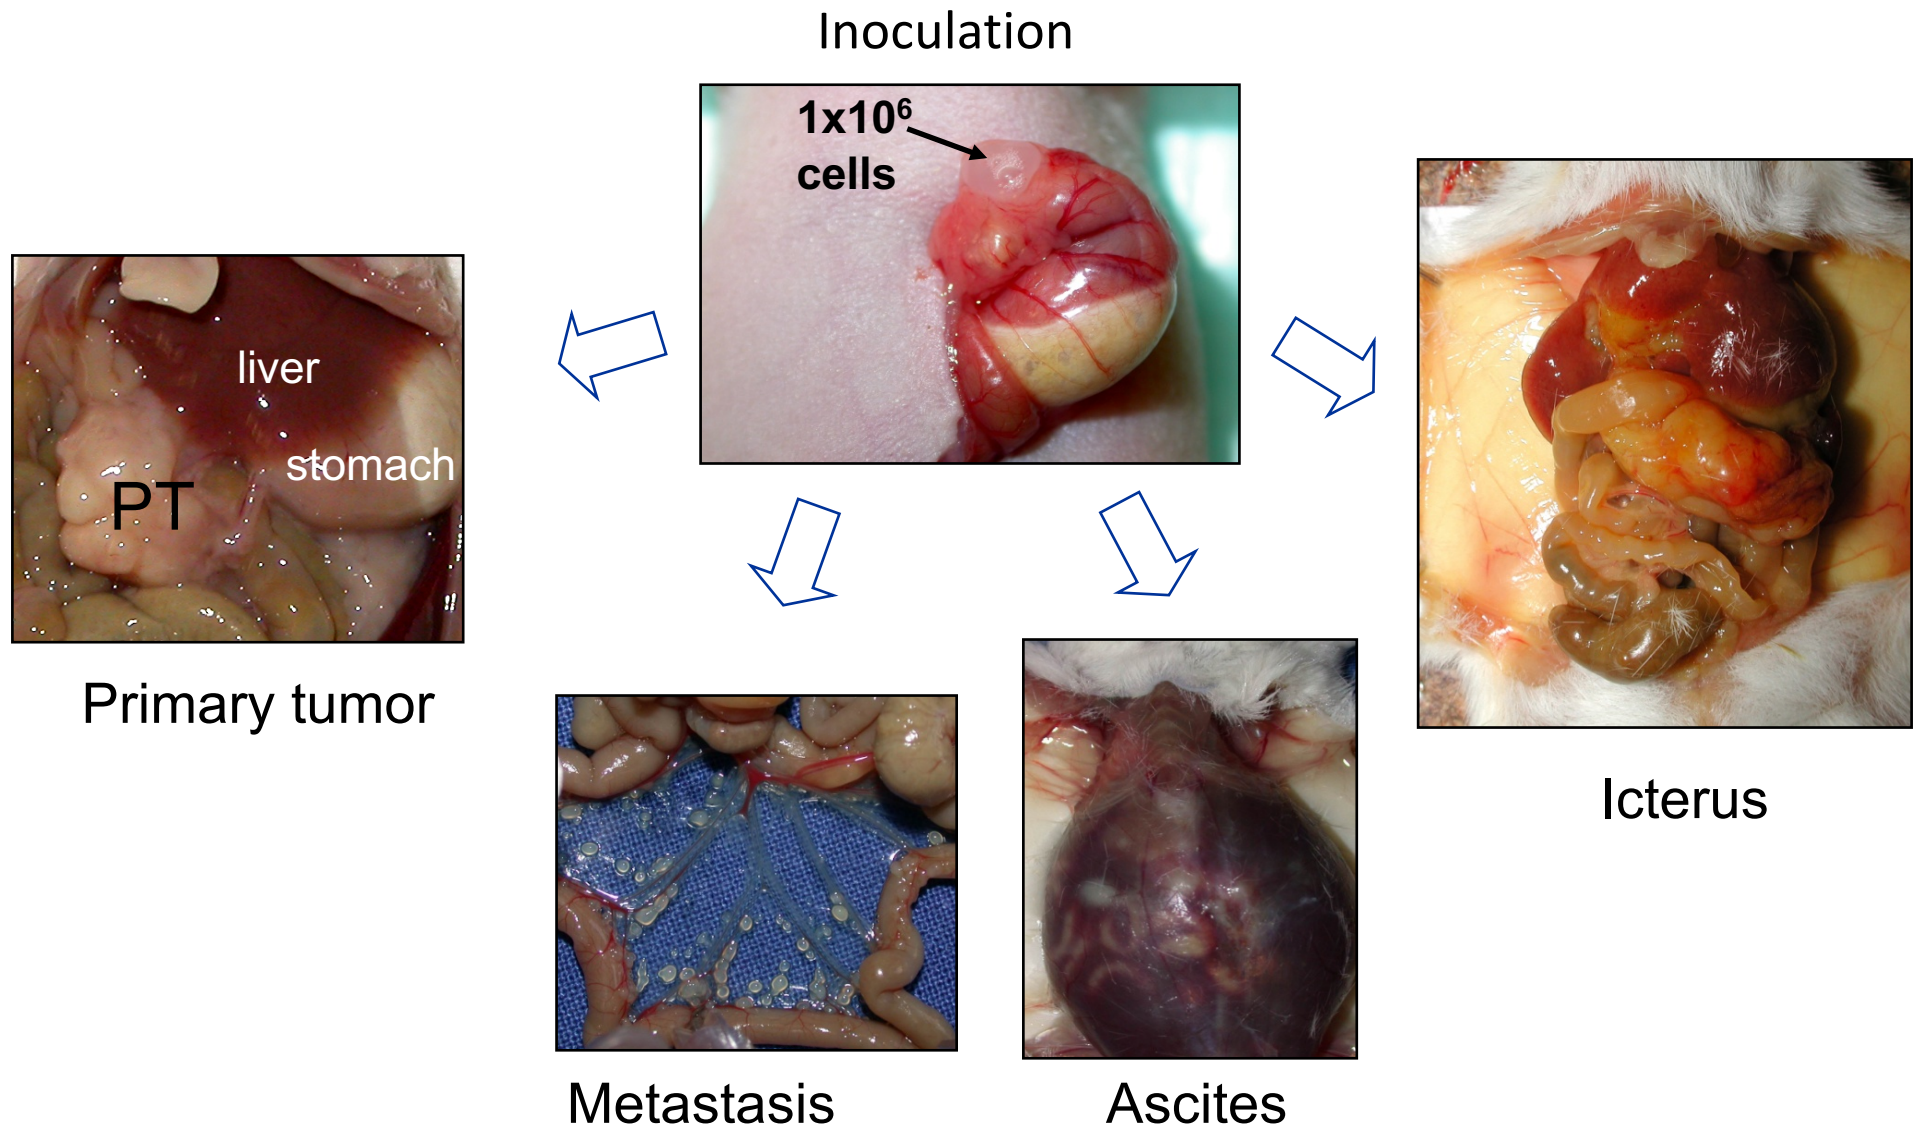 Inoculation
1x10⁶
cells
liver
stomach
PT
Primary tumor
Metastasis
Ascites
Icterus